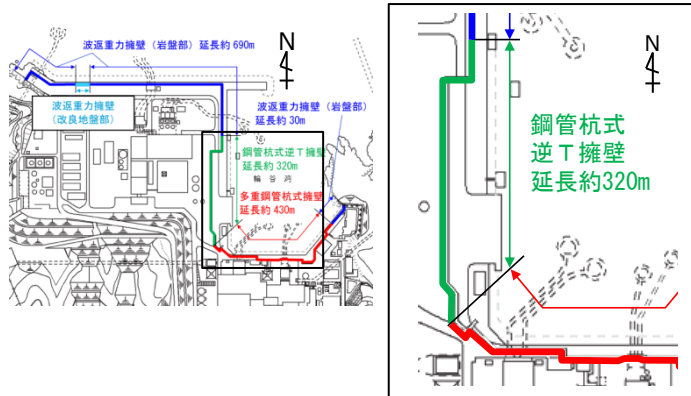 波返重力擁壁（岩盤部）延長約690m
N
波返重力擁壁
（改良地盤部）
波返重力擁壁（岩盤部）
延長約30m
鋼管杭式逆Ｔ擁壁
延長約320m
輪谷湾
多重鋼管杭式擁壁
延長約430m
N
鋼管杭式
逆Ｔ擁壁
延長約320m